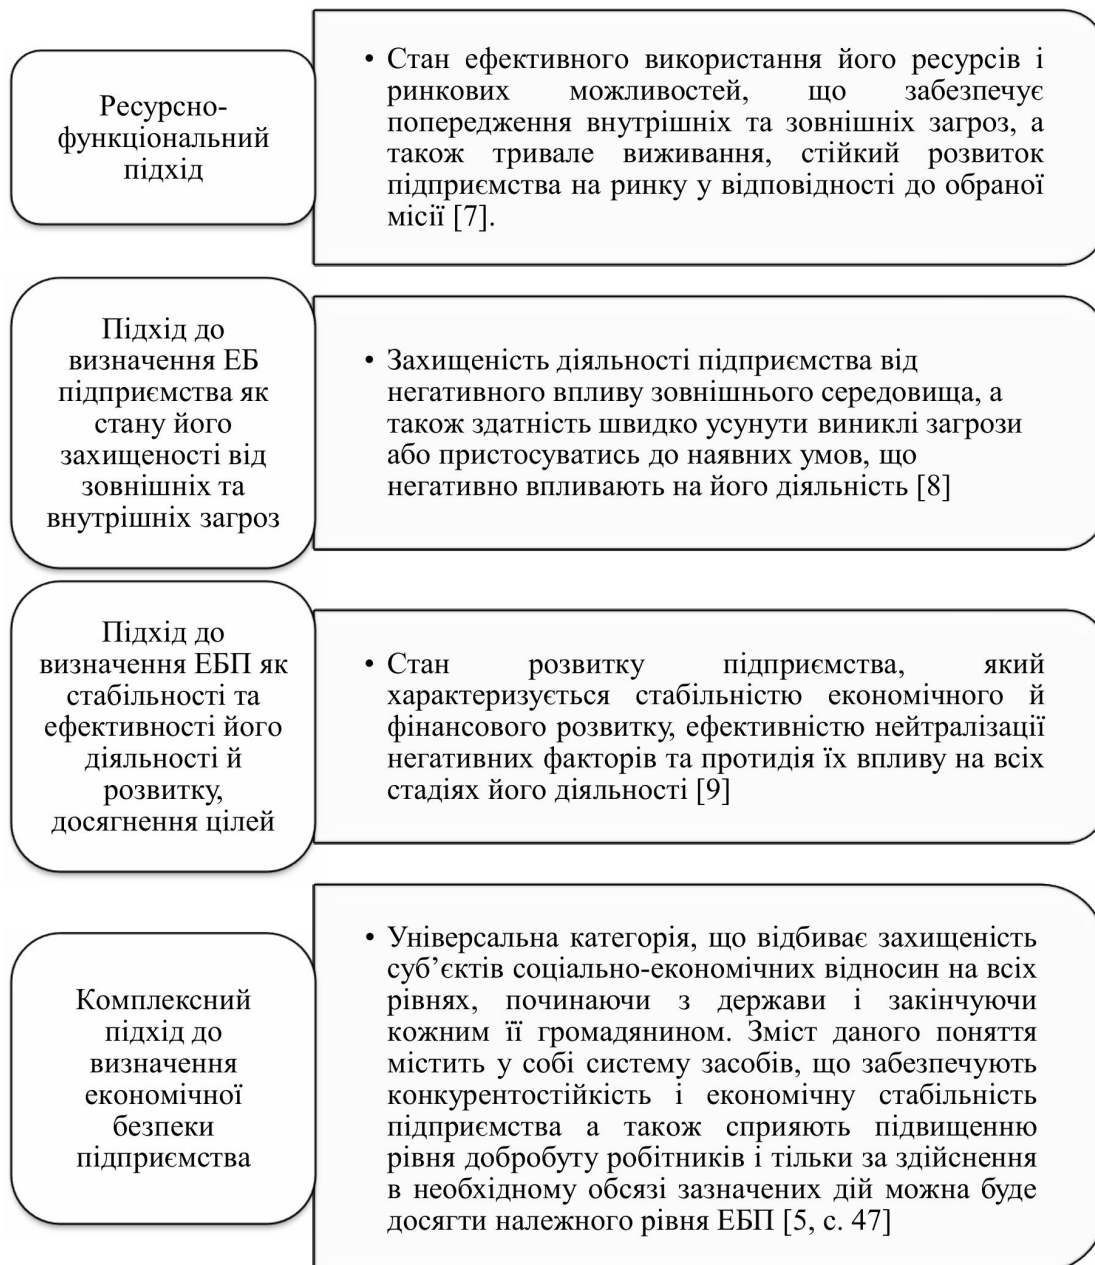 Ресурсно-
функціональний
підхід
• Стан ефективного використання його ресурсів і
ринкових можливостей, що забезпечує
попередження внутрішніх та зовнішніх загроз, а
також тривале виживання, стійкий розвиток
підприємства на ринку у відповідності до обраної
місії [7].
Підхід до
визначення ЕБ
підприємства як
стану його
захищеності від
зовнішніх та
внутрішніх загроз
• Захищеність діяльності підприємства від
негативного впливу зовнішнього середовища, а
також здатність швидко усунути виниклі загрози
або пристосуватись до наявних умов, що
негативно впливають на його діяльність [8]
Підхід до
визначення ЕБП як
стабільності та
ефективності його
діяльності й
розвитку,
досягнення цілей
• Стан розвитку підприємства, який
характеризується стабільністю економічного й
фінансового розвитку, ефективністю нейтралізації
негативних факторів та протидія їх впливу на всіх
стадіях його діяльності [9]
Комплексний
підхід до
визначення
економічної
безпеки
підприємства
• Універсальна категорія, що відбиває захищеність
суб’єктів соціально-економічних відносин на всіх
рівнях, починаючи з держави і закінчуючи
кожним її громадянином. Зміст даного поняття
містить у собі систему засобів, що забезпечують
конкурентостійкість і економічну стабільність
підприємства а також сприяють підвищенню
рівня добробуту робітників і тільки за здійснення
в необхідному обсязі зазначених дій можна буде
досягти належного рівня ЕБП [5, с. 47]